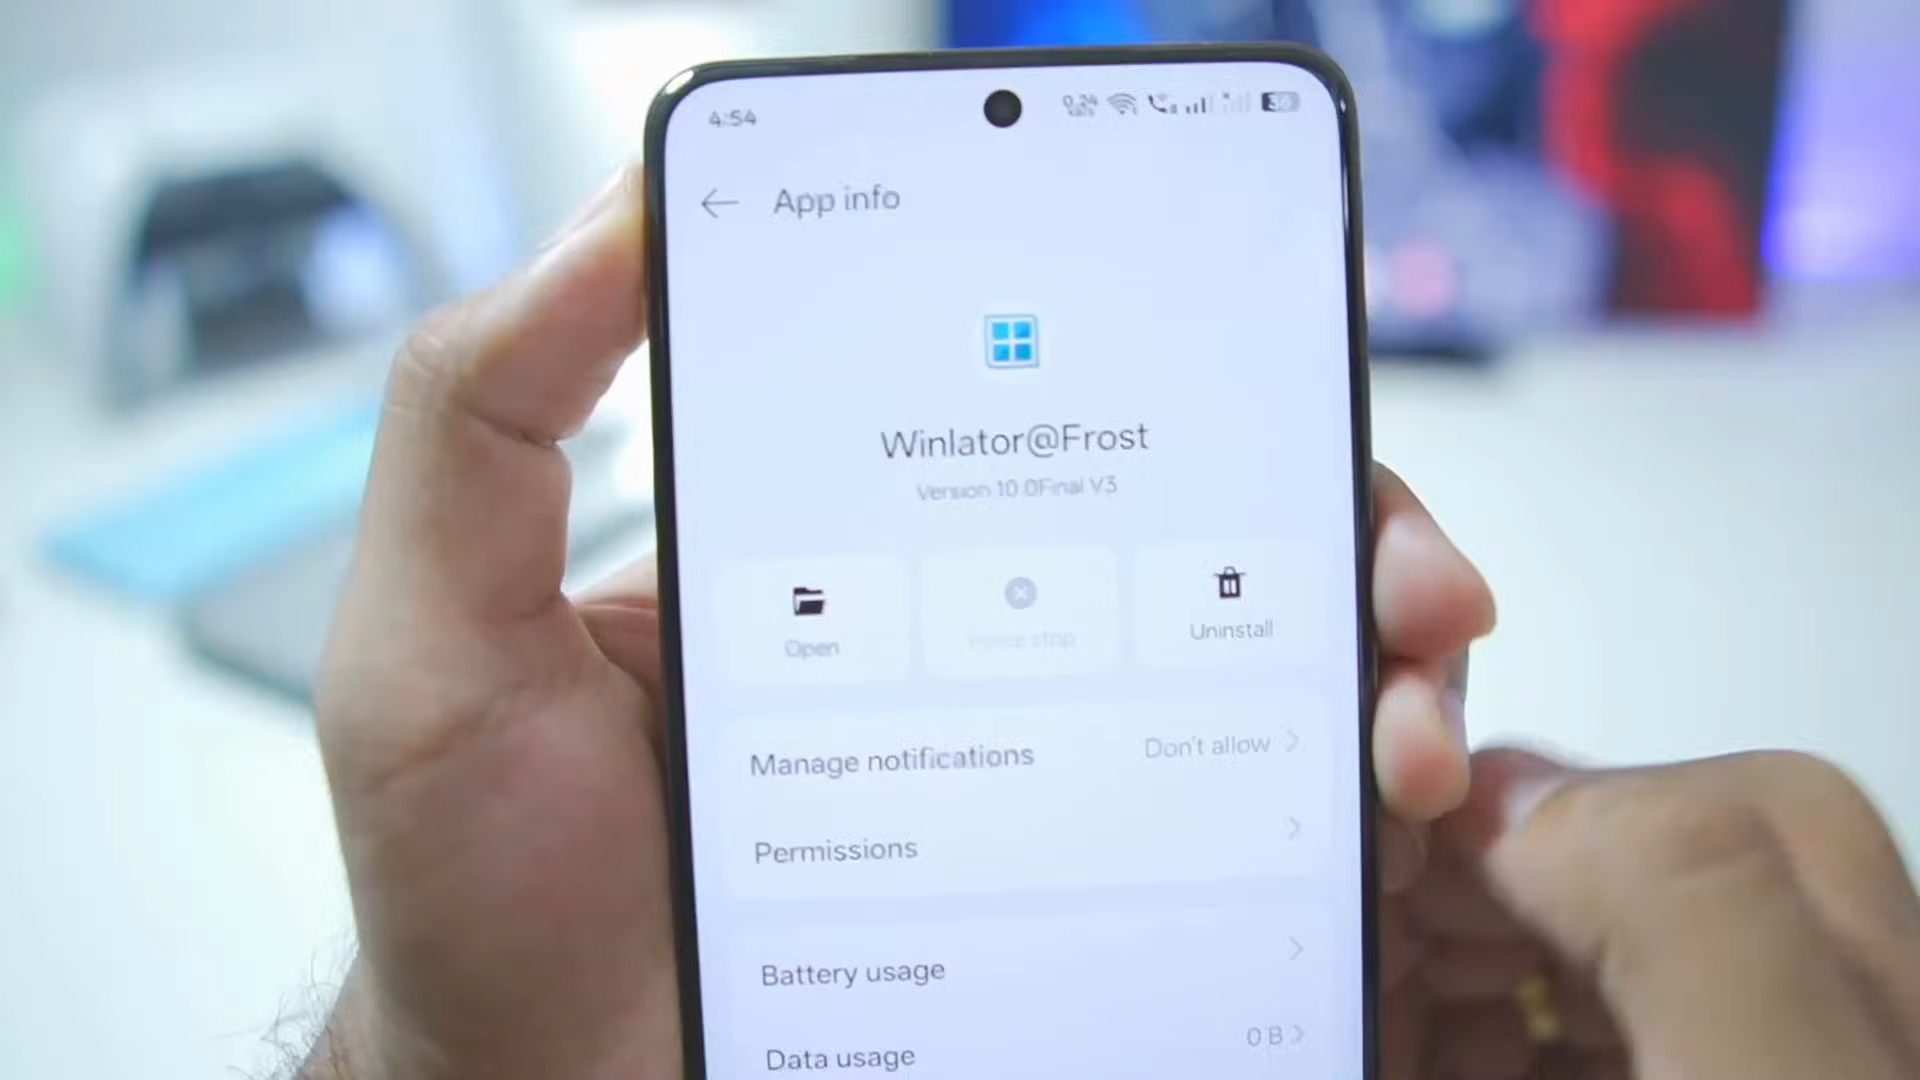 4:54
App info
Winlator@Frost
Version 10.0Final V3
Open
stop
Uninstall
Manage notifications
Don't allow
Permissions
Battery usage
Data usage
0 B